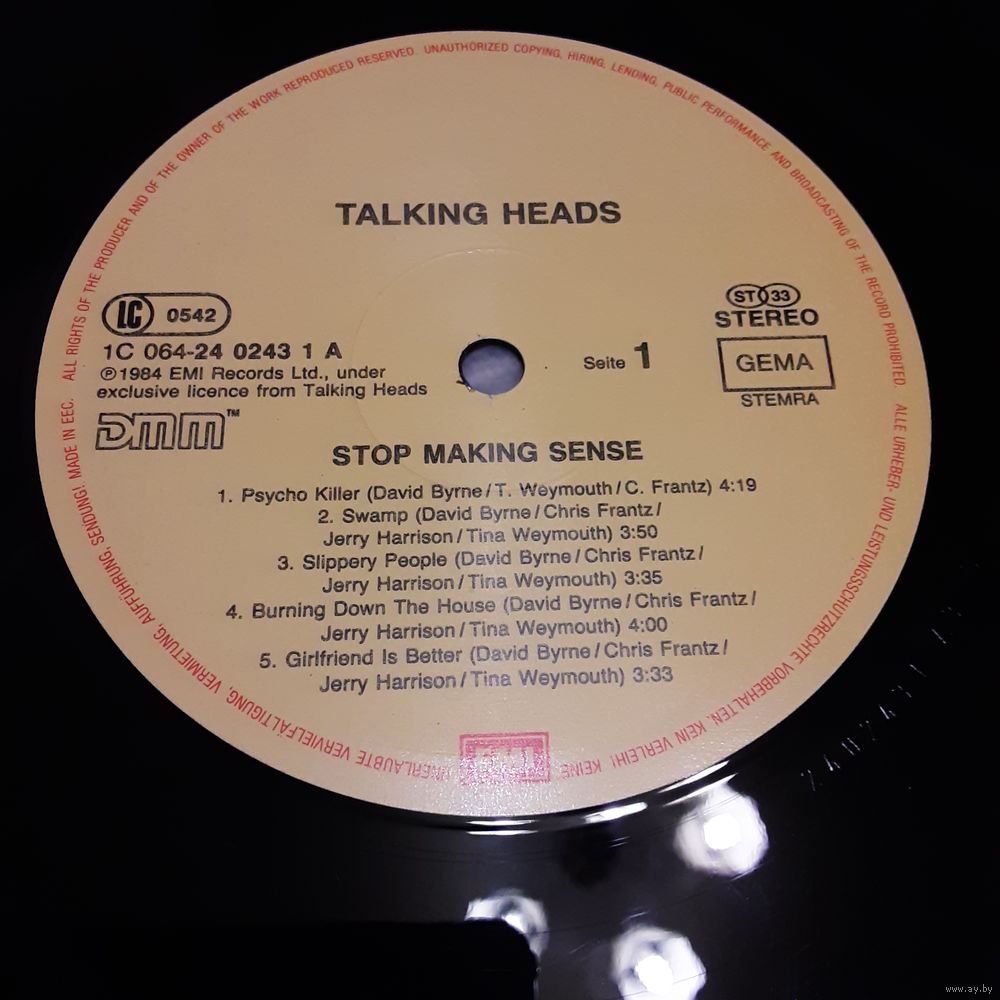 ALL RIGHTS OF THE PRODUCER AND OF THE OWNER OF THE WORK REPRODUCED RESERVED. UNAUTHORIZED COPYING, HIRING, LENDING, PUBLIC PERFORMANCE AND BROADCASTING OF THE RECORD PROHIBITED.
TALKING HEADS
LC 0542
1C 064-24 0243 1 A
℗ 1984 EMI Records Ltd., under
exclusive licence from Talking Heads
DMM™
Seite 1
ST 33
STEREO
GEMA
STEMRA
STOP MAKING SENSE
1. Psycho Killer (David Byrne/T. Weymouth/C. Frantz) 4:19
2. Swamp (David Byrne/Chris Frantz/
Jerry Harrison/Tina Weymouth) 3:50
3. Slippery People (David Byrne/Chris Frantz/
Jerry Harrison/Tina Weymouth) 3:35
4. Burning Down The House (David Byrne/Chris Frantz/
Jerry Harrison/Tina Weymouth) 4:00
5. Girlfriend Is Better (David Byrne/Chris Frantz/
Jerry Harrison/Tina Weymouth) 3:33
ALLE URHEBER- UND LEISTUNGSSCHUTZRECHTE VORBEHALTEN. KEIN VERLEIH! KEINE
EMI
UNERLAUBTE VERVIELFÄLTIGUNG, VERMIETUNG, AUFFÜHRUNG, SENDUNG! MADE IN EEC.
www.ay.by